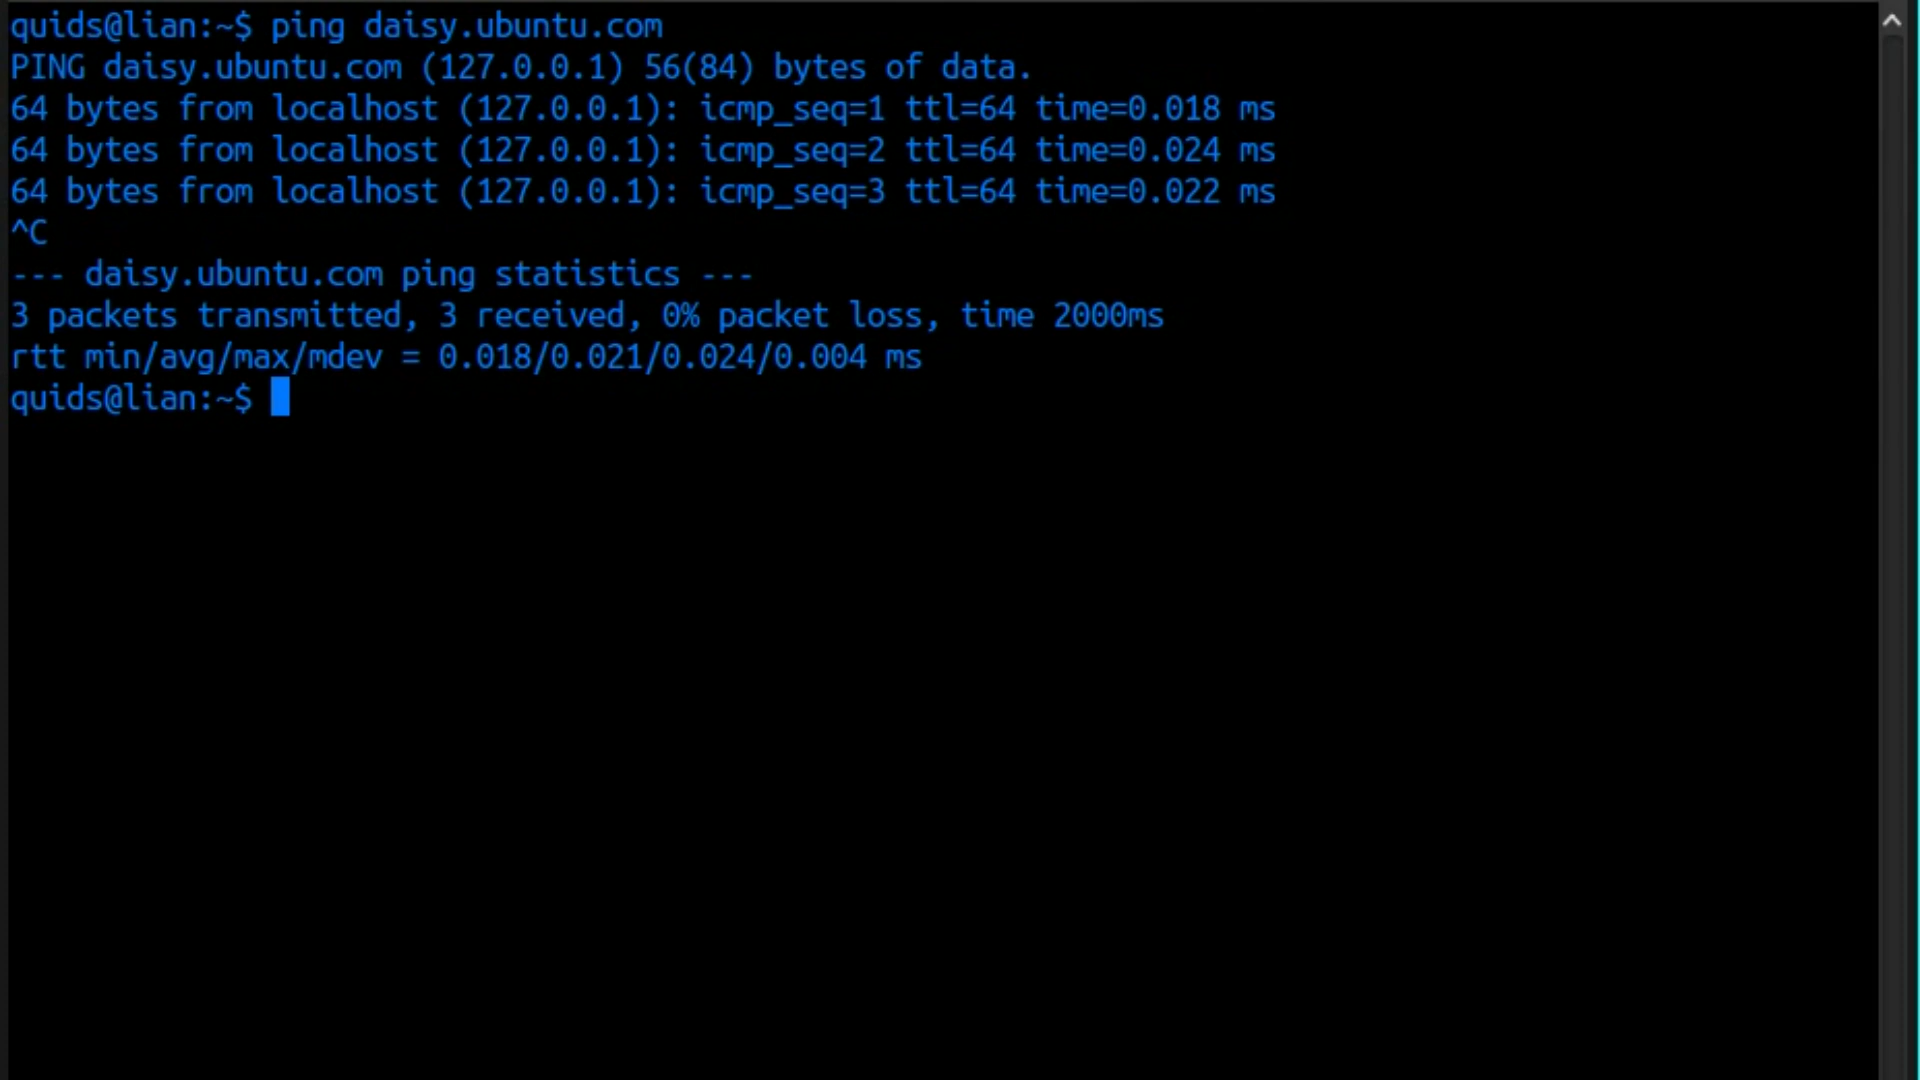 quids@lian:~$ ping daisy.ubuntu.com
PING daisy.ubuntu.com (127.0.0.1) 56(84) bytes of data.
64 bytes from localhost (127.0.0.1): icmp_seq=1 ttl=64 time=0.018 ms
64 bytes from localhost (127.0.0.1): icmp_seq=2 ttl=64 time=0.024 ms
64 bytes from localhost (127.0.0.1): icmp_seq=3 ttl=64 time=0.022 ms
^C
--- daisy.ubuntu.com ping statistics ---
3 packets transmitted, 3 received, 0% packet loss, time 2000ms
rtt min/avg/max/mdev = 0.018/0.021/0.024/0.004 ms
quids@lian:~$